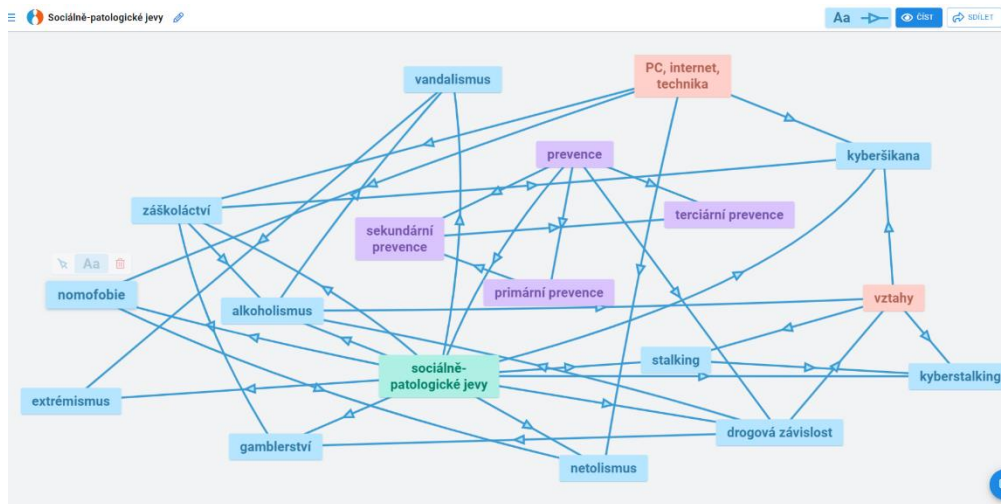 Sociálně-patologické jevy
Aa
ČÍST
SDÍLET
vandalismus
PC, internet,
technika
prevence
kyberšikana
záškoláctví
terciární prevence
sekundární
prevence
Aa
nomofobie
primární prevence
vztahy
alkoholismus
stalking
sociálně-
patologické jevy
kyberstalking
extrémismus
drogová závislost
gamblerství
netolismus